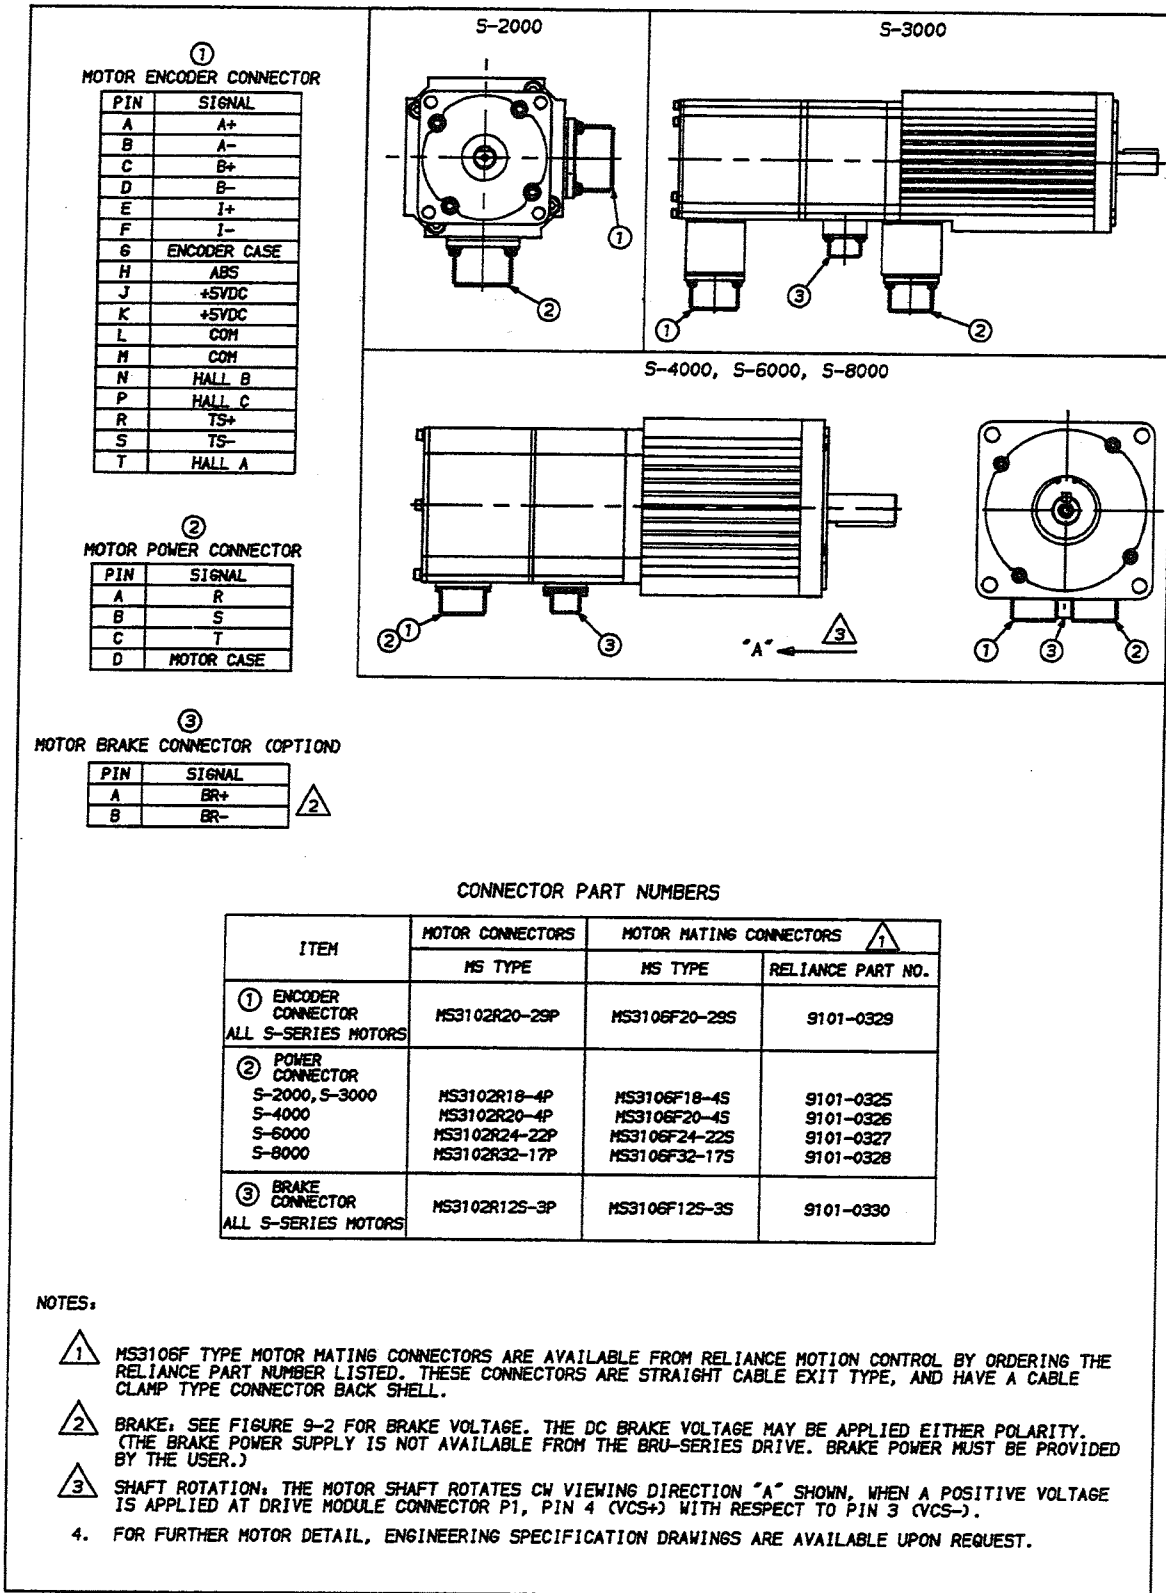 ①
MOTOR ENCODER CONNECTOR
PIN SIGNAL
A A+
B A-
C B+
D B-
E I+
F I-
G ENCODER CASE
H ABS
J +5VDC
K +5VDC
L COM
M COM
N HALL B
P HALL C
R TS+
S TS-
T HALL A
②
MOTOR POWER CONNECTOR
PIN SIGNAL
A R
B S
C T
D MOTOR CASE
③
MOTOR BRAKE CONNECTOR (OPTION)
PIN SIGNAL
A BR+
B BR-
2
S-2000
①
②
S-3000
①
③
②
S-4000, S-6000, S-8000
② ①
③
"A"
3
①
③
②
CONNECTOR PART NUMBERS
ITEM MOTOR CONNECTORS MOTOR MATING CONNECTORS 1
MS TYPE MS TYPE RELIANCE PART NO.
① ENCODER
CONNECTOR
ALL S-SERIES MOTORS MS3102R20-29P MS3106F20-29S 9101-0329
② POWER
CONNECTOR
S-2000, S-3000 MS3102R18-4P MS3106F18-4S 9101-0325
S-4000 MS3102R20-4P MS3106F20-4S 9101-0326
S-6000 MS3102R24-22P MS3106F24-22S 9101-0327
S-8000 MS3102R32-17P MS3106F32-17S 9101-0328
③ BRAKE
CONNECTOR
ALL S-SERIES MOTORS MS3102R12S-3P MS3106F12S-3S 9101-0330
NOTES:
1 MS3106F TYPE MOTOR MATING CONNECTORS ARE AVAILABLE FROM RELIANCE MOTION CONTROL BY ORDERING THE
RELIANCE PART NUMBER LISTED. THESE CONNECTORS ARE STRAIGHT CABLE EXIT TYPE, AND HAVE A CABLE
CLAMP TYPE CONNECTOR BACK SHELL.
2 BRAKE: SEE FIGURE 9-2 FOR BRAKE VOLTAGE. THE DC BRAKE VOLTAGE MAY BE APPLIED EITHER POLARITY.
(THE BRAKE POWER SUPPLY IS NOT AVAILABLE FROM THE BRU-SERIES DRIVE. BRAKE POWER MUST BE PROVIDED
BY THE USER.)
3 SHAFT ROTATION: THE MOTOR SHAFT ROTATES CW VIEWING DIRECTION "A" SHOWN, WHEN A POSITIVE VOLTAGE
IS APPLIED AT DRIVE MODULE CONNECTOR P1, PIN 4 (VCS+) WITH RESPECT TO PIN 3 (VCS-).
4. FOR FURTHER MOTOR DETAIL, ENGINEERING SPECIFICATION DRAWINGS ARE AVAILABLE UPON REQUEST.